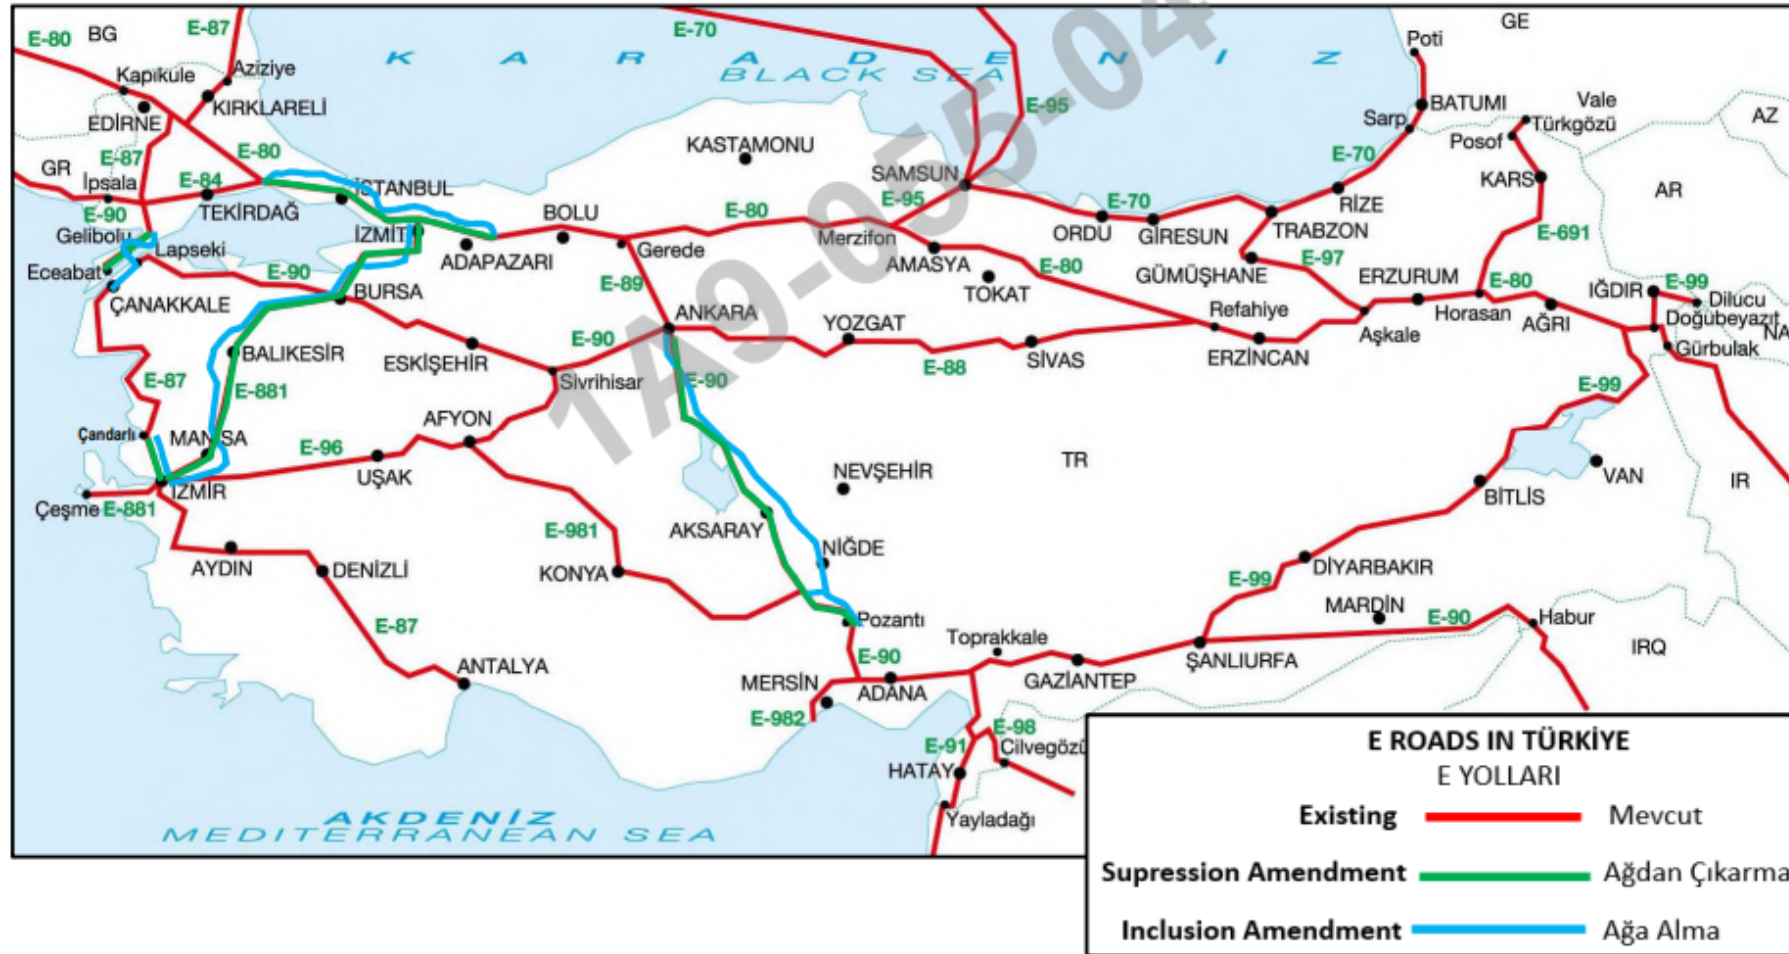 E-80
BG
E-87
E-70
GE
Kapıkule
Aziziye
K A R A D E N I Z
BLACK SEA
Poti
EDİRNE
KIRKLARELİ
E-95
BATUMI
Vale
Türkgözü
AZ
Sarp
Posof
GR
E-87
E-80
KASTAMONU
SAMSUN
E-70
KARS
AR
İpsala
E-84
İSTANBUL
TEKİRDAĞ
RİZE
E-90
Gelibolu
Lapseki
İZMİT
BOLU
E-80
E-95
E-70
ORDU
GİRESUN
TRABZON
E-691
Eceabat
ADAPAZARI
Gerede
Merzifon
AMASYA
E-80
GÜMÜŞHANE
E-97
ERZURUM
E-80
IĞDIR
E-99
Dilucu
E-90
ÇANAKKALE
BURSA
E-89
TOKAT
Refahiye
Horasan
AĞRI
Doğubeyazıt
NA
ANKARA
YOZGAT
Aşkale
Gürbulak
BALIKESİR
ESKİŞEHİR
E-90
E-88
SİVAS
ERZİNCAN
E-87
E-881
Sivrihisar
E-90
E-99
AFYON
Çandarlı
MANİSA
E-96
UŞAK
NEVŞEHİR
TR
VAN
IR
Çeşme
E-881
İZMİR
AKSARAY
BİTLİS
E-981
AYDIN
DENİZLİ
KONYA
NİĞDE
E-99
DİYARBAKIR
MARDİN
E-90
Habur
E-87
Pozantı
Toprakkale
ŞANLIURFA
IRQ
ANTALYA
MERSİN
E-90
ADANA
GAZİANTEP
E-982
E-91
E-98
Cilvegözü
HATAY
AKDENİZ
MEDITERRANEAN SEA
Yayladağı
1A9-055-04
E ROADS IN TÜRKİYE
E YOLLARI
Existing Mevcut
Supression Amendment Ağdan Çıkarma
Inclusion Amendment Ağa Alma